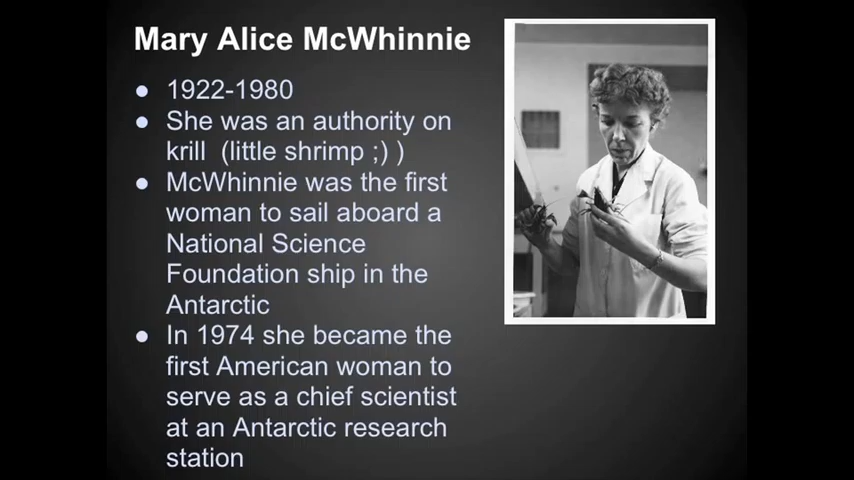 Mary Alice McWhinnie
● 1922-1980
● She was an authority on
krill (little shrimp ;) )
● McWhinnie was the first
woman to sail aboard a
National Science
Foundation ship in the
Antarctic
● In 1974 she became the
first American woman to
serve as a chief scientist
at an Antarctic research
station